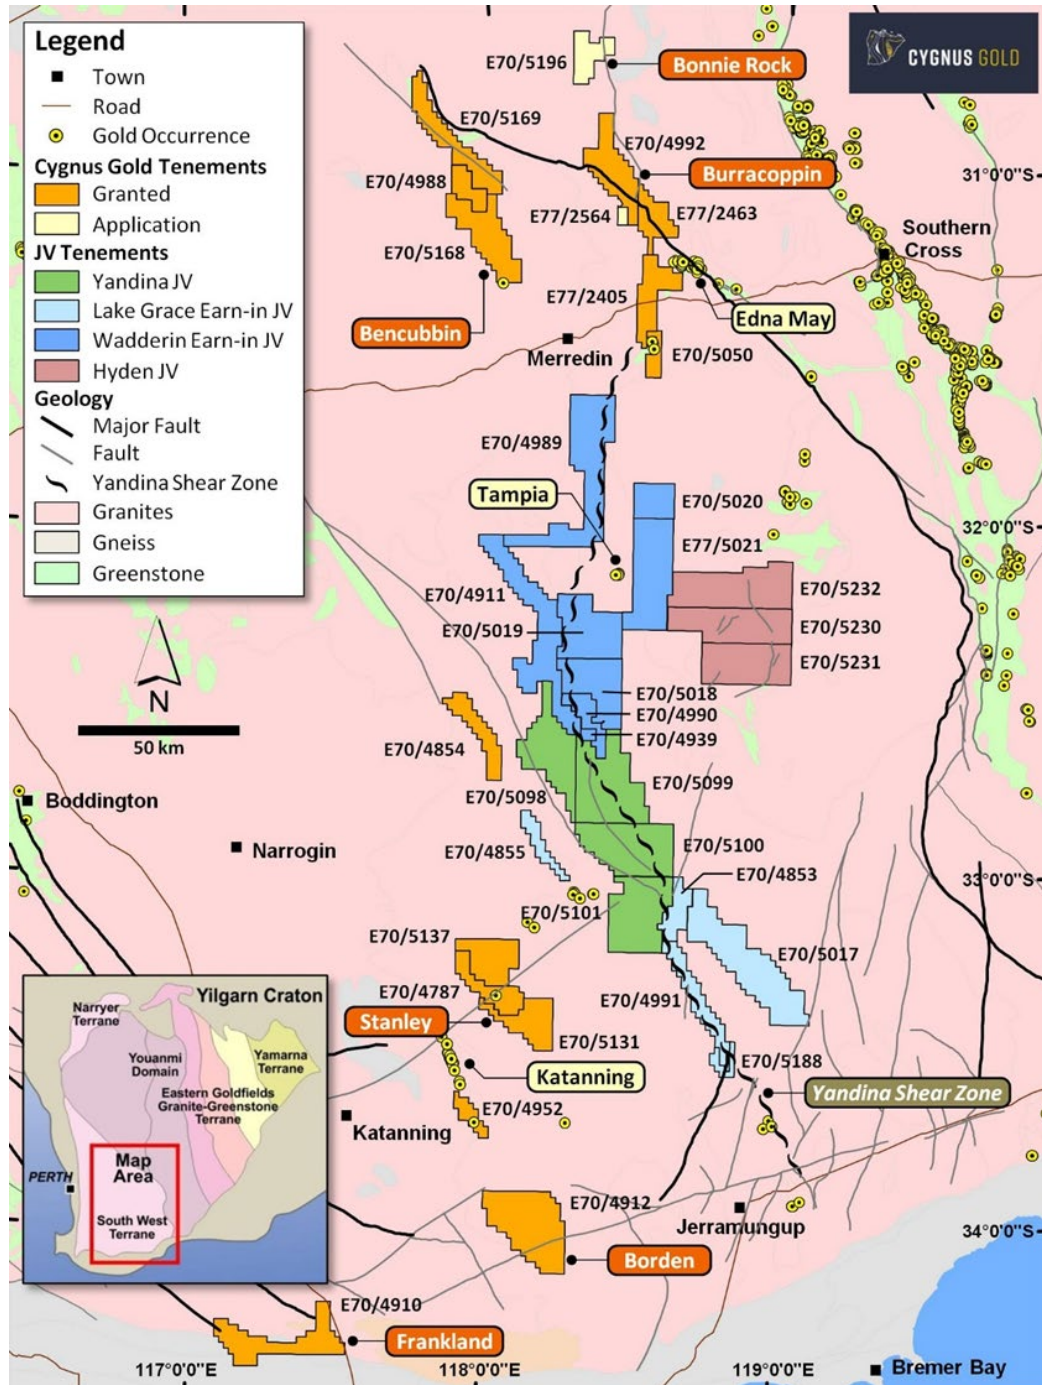 Legend
Town
Road
Gold Occurrence
Cygnus Gold Tenements
Granted
Application
JV Tenements
Yandina JV
Lake Grace Earn-in JV
Wadderin Earn-in JV
Hyden JV
Geology
Major Fault
Fault
Yandina Shear Zone
Granites
Gneiss
Greenstone
N
50 km
CYGNUS GOLD
E70/5196
Bonnie Rock
E70/5169
E70/4992
E70/4988
Burracoppin
31°0'0"S
E77/2564
E77/2463
Southern
Cross
E70/5168
E77/2405
Edna May
Bencubbin
Merredin
E70/5050
E70/4989
Tampia
E70/5020
32°0'0"S
E77/5021
E70/4911
E70/5232
E70/5019
E70/5230
E70/5231
E70/5018
E70/4990
E70/4939
E70/4854
E70/5099
E70/5098
Boddington
Narrogin
E70/4855
E70/5100
E70/4853
33°0'0"S
E70/5101
E70/5137
E70/5017
E70/4787
E70/4991
Stanley
E70/5131
E70/5188
Katanning
Yandina Shear Zone
E70/4952
Katanning
E70/4912
Jerramungup
34°0'0"S
Borden
E70/4910
Frankland
Bremer Bay
117°0'0"E
118°0'0"E
119°0'0"E
Yilgarn Craton
Narryer
Terrane
Youanmi
Domain
Yamarna
Terrane
Eastern Goldfields
Granite-Greenstone
Terrane
Map
Area
PERTH
South West
Terrane